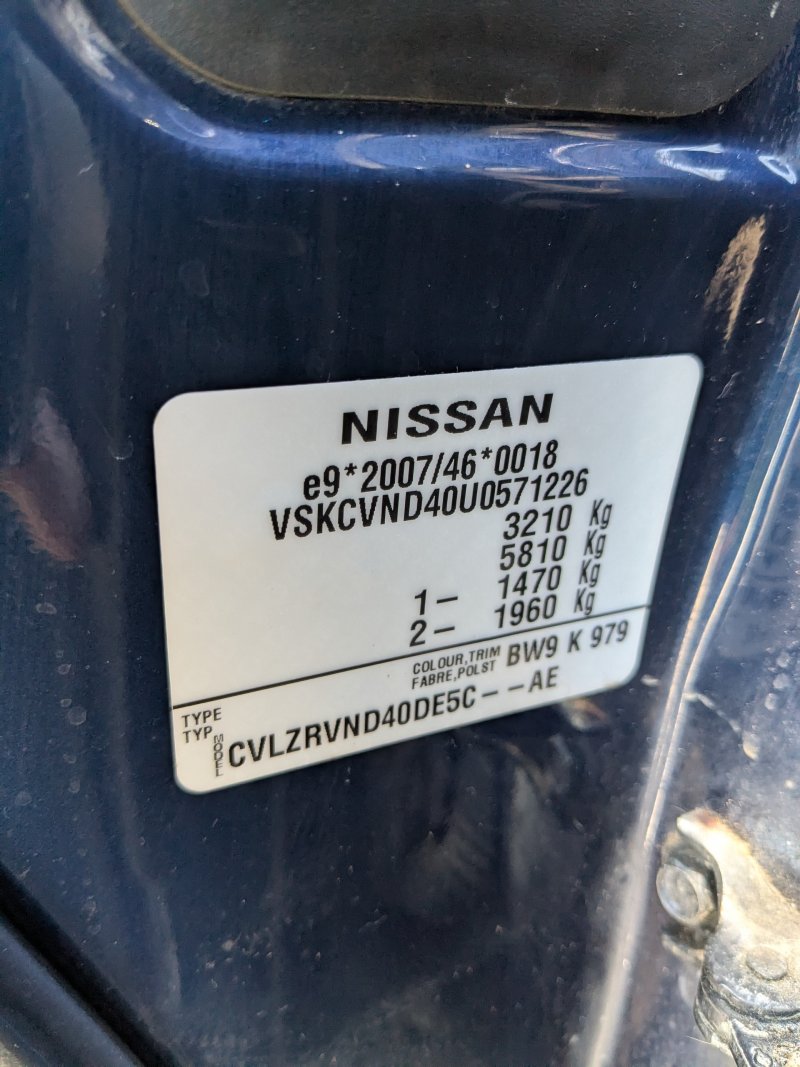 NISSAN
e9*2007/46*0018
VSKCVND40U0571226
3210 Kg
5810 Kg
1- 1470 Kg
2- 1960 Kg
COLOUR,TRIM
FABRE,POLST
BW9 K 979
TYPE
TYP
MODEL
CVLZRVND40DE5C--AE